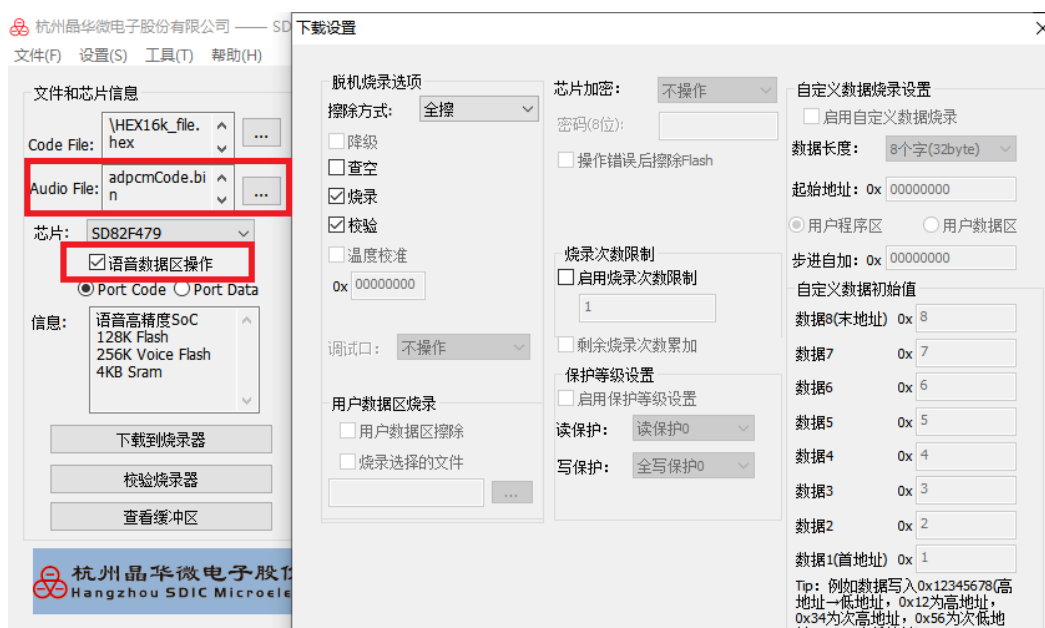 杭州晶华微电子股份有限公司 —— SD
文件(F) 设置(S) 工具(T) 帮助(H)
文件和芯片信息
Code File:
\HEX16k_file.
hex
...
Audio File:
adpcmCode.bi
n
...
芯片: SD82F479
语音数据区操作
Port Code Port Data
信息:
语音高精度SoC
128K Flash
256K Voice Flash
4KB Sram
下载到烧录器
校验烧录器
查看缓冲区
杭州晶华微电子股份
Hangzhou SDIC Microele
下载设置
脱机烧录选项
擦除方式: 全擦
降级
查空
烧录
校验
温度校准
0x 00000000
调试口: 不操作
用户数据区烧录
用户数据区擦除
烧录选择的文件
...
芯片加密: 不操作
密码(8位):
操作错误后擦除Flash
烧录次数限制
启用烧录次数限制
1
剩余烧录次数累加
保护等级设置
启用保护等级设置
读保护: 读保护0
写保护: 全写保护0
自定义数据烧录设置
启用自定义数据烧录
数据长度: 8个字(32byte)
起始地址: 0x 00000000
用户程序区 用户数据区
步进自加: 0x 00000000
自定义数据初始值
数据8(末地址) 0x 8
数据7 0x 7
数据6 0x 6
数据5 0x 5
数据4 0x 4
数据3 0x 3
数据2 0x 2
数据1(首地址) 0x 1
Tip: 例如数据写入0x12345678(高
地址→低地址, 0x12为高地址,
0x34为次高地址, 0x56为次低地